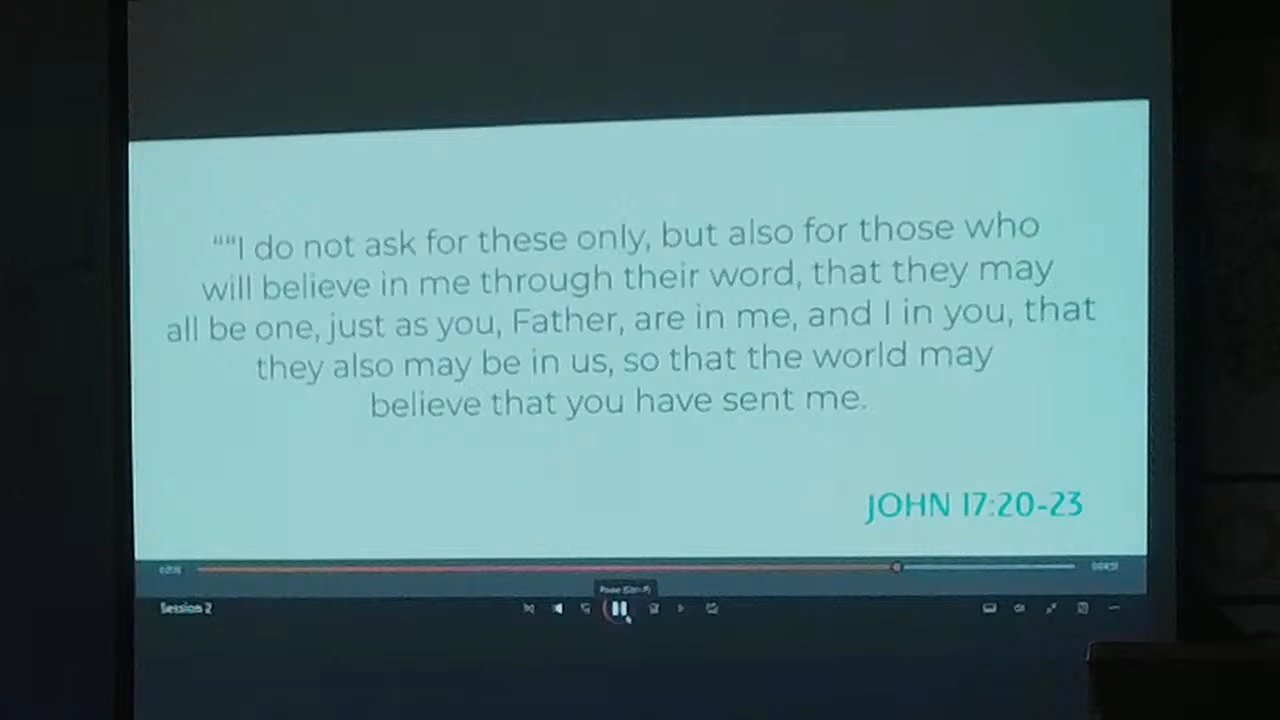 ““I do not ask for these only, but also for those who
will believe in me through their word, that they may
all be one, just as you, Father, are in me, and I in you, that
they also may be in us, so that the world may
believe that you have sent me.
JOHN 17:20-23
Pause (Ctrl+P)
Session 2